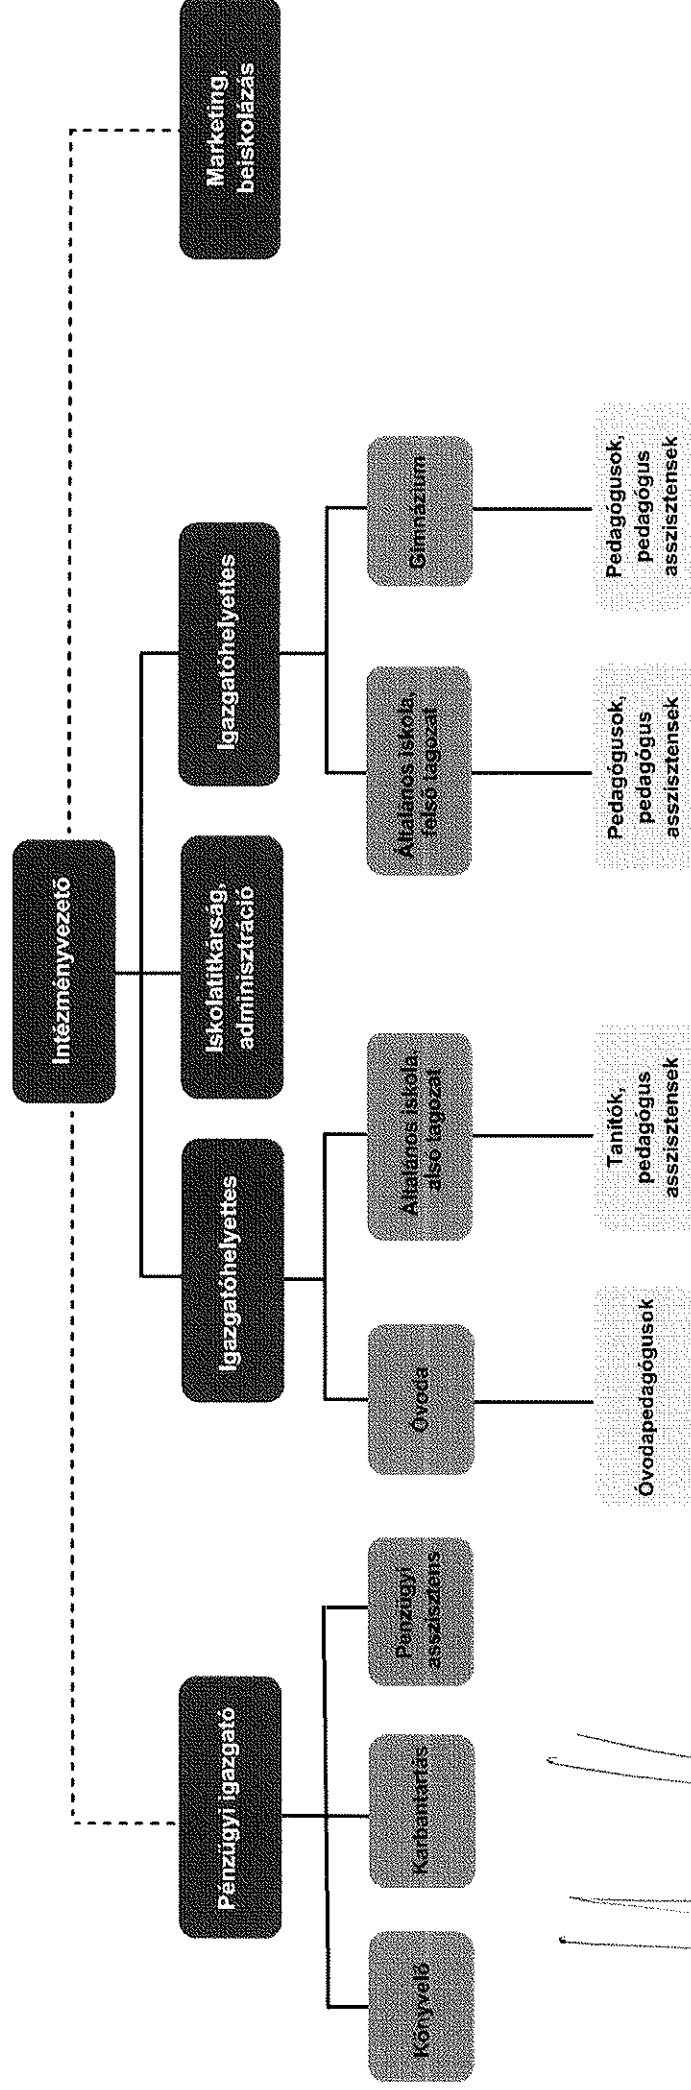 Intézményvezető
Pénzügyi igazgató
Igazgatóhelyettes
Iskolatitkárság,
adminisztráció
Igazgatóhelyettes
Marketing,
beiskolázás
Könyvelő
Karbantartás
Pénzügyi
asszisztens
Óvoda
Általános iskola,
alsó tagozat
Általános iskola,
felső tagozat
Gimnázium
Óvodapedagógusok
Tanítók,
pedagógus
asszisztensek
Pedagógusok,
pedagógus
asszisztensek
Pedagógusok,
pedagógus
asszisztensek